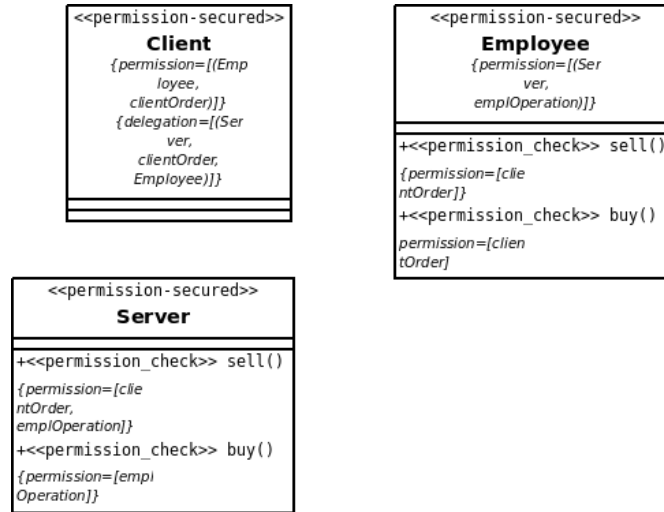 <<permission-secured>>
Client
{permission=[(Emp
loyee,
clientOrder)]}
{delegation=[(Ser
ver,
clientOrder,
Employee)]}
<<permission-secured>>
Employee
{permission=[(Ser
ver,
emplOperation)]}
+<<permission_check>> sell()
{permission=[clie
ntOrder]}
+<<permission_check>> buy()
permission=[clien
tOrder]
<<permission-secured>>
Server
+<<permission_check>> sell()
{permission=[clie
ntOrder,
emplOperation]}
+<<permission_check>> buy()
{permission=[empl
Operation]}